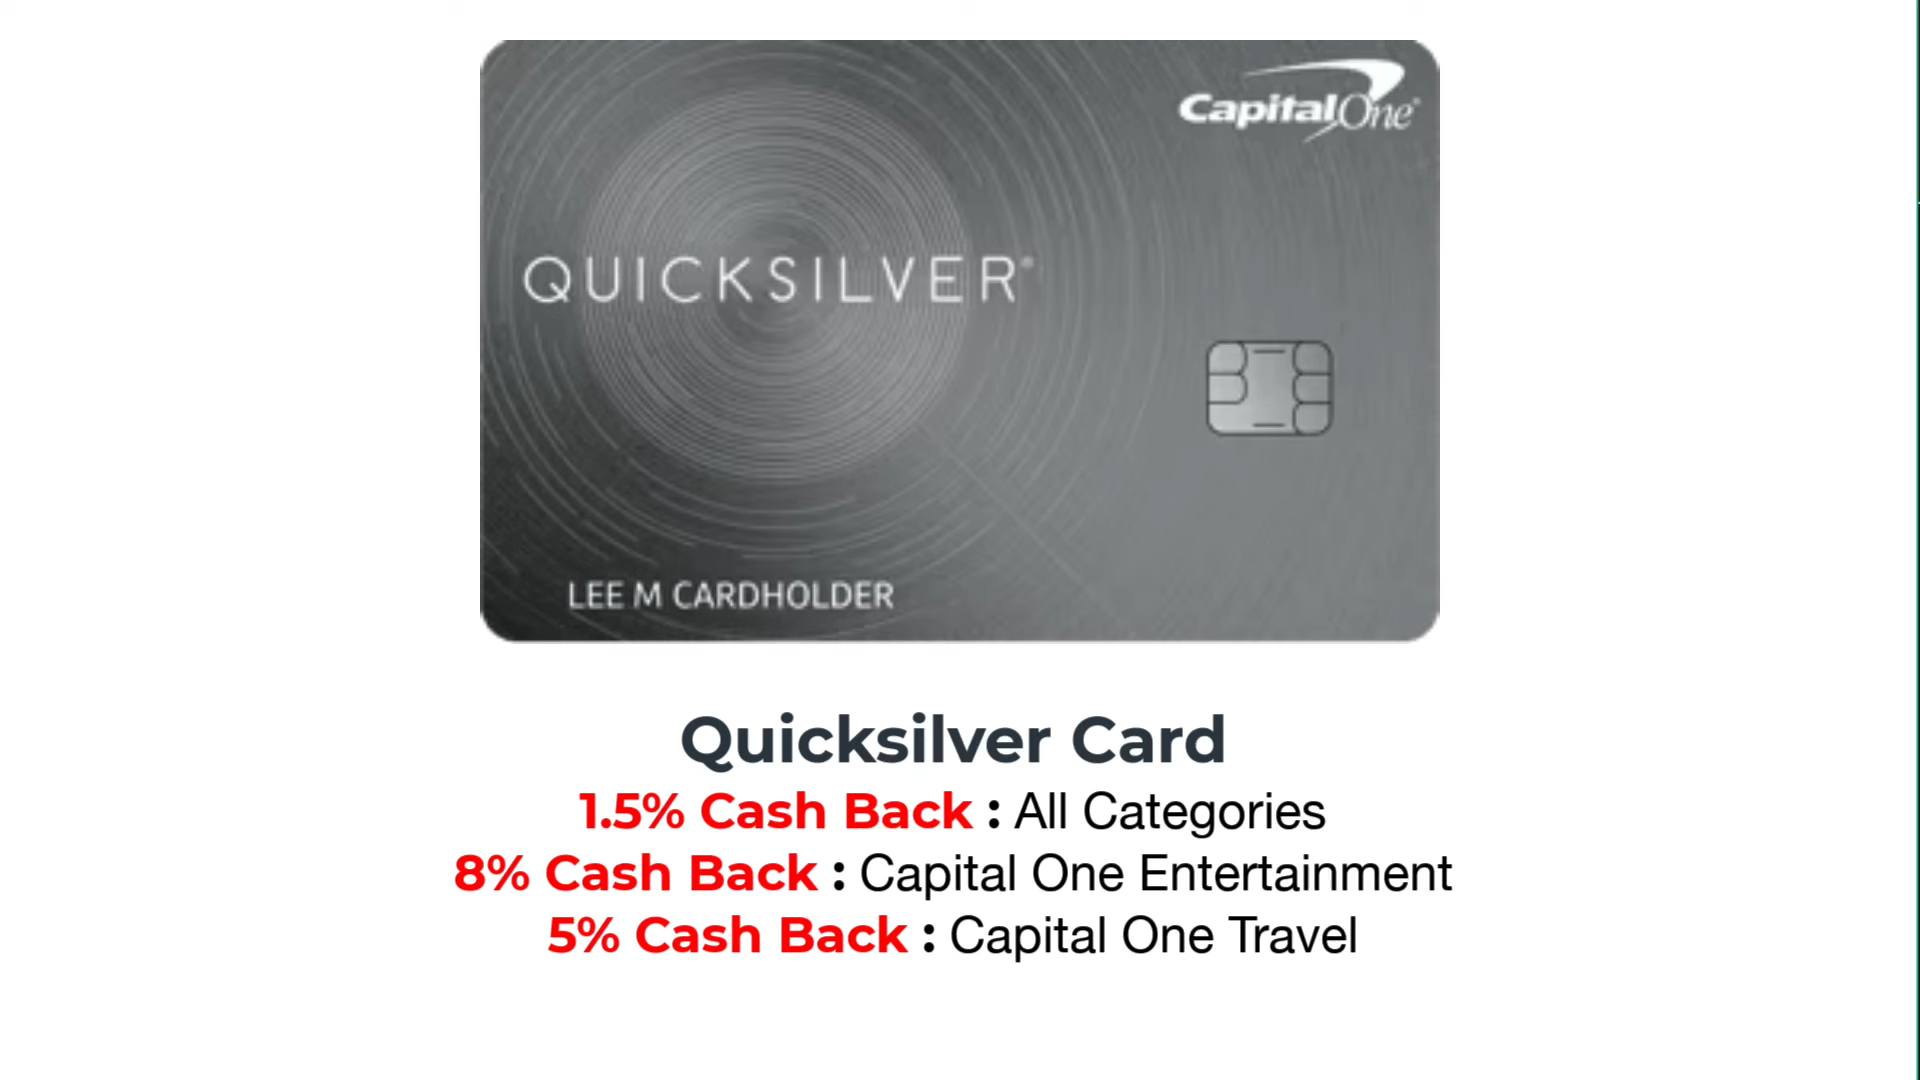 CapitalOne®
QUICKSILVER®
LEE M CARDHOLDER
Quicksilver Card
1.5% Cash Back : All Categories
8% Cash Back : Capital One Entertainment
5% Cash Back : Capital One Travel